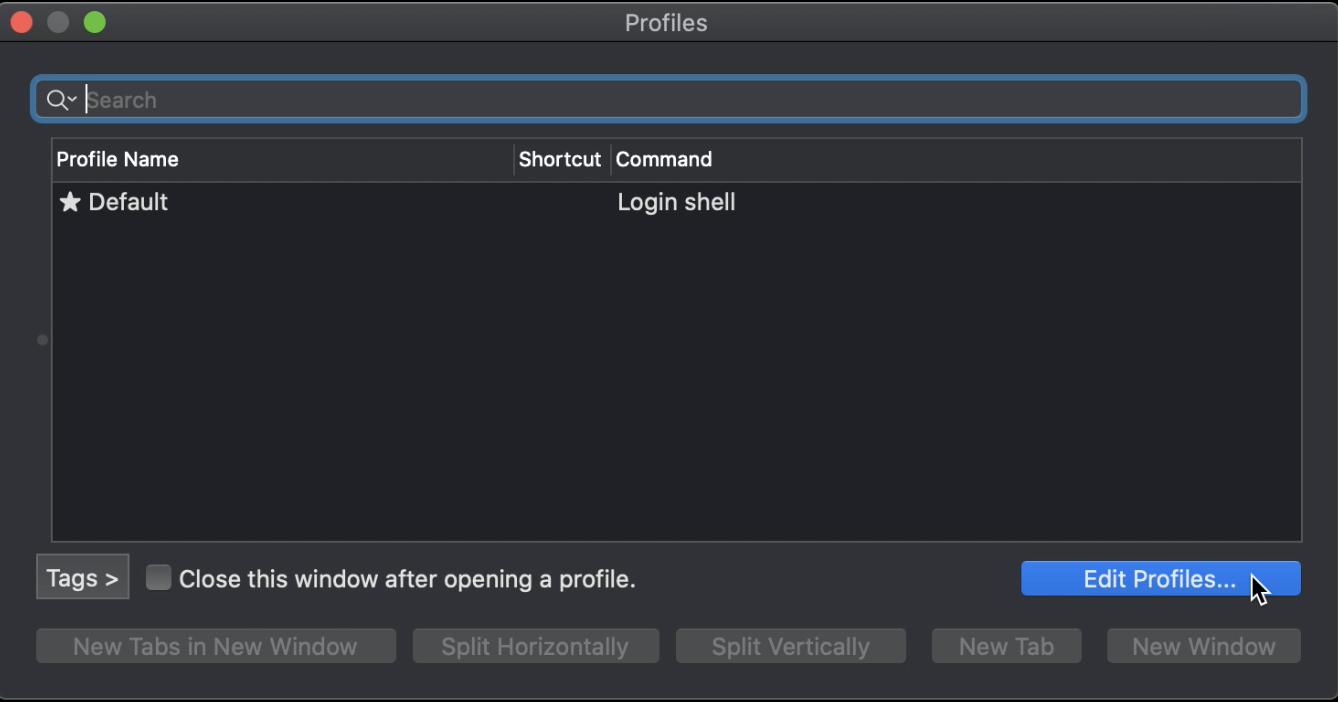 Profiles
Search
Profile Name Shortcut Command
★ Default Login shell
Tags > Close this window after opening a profile. Edit Profiles...
New Tabs in New Window Split Horizontally Split Vertically New Tab New Window